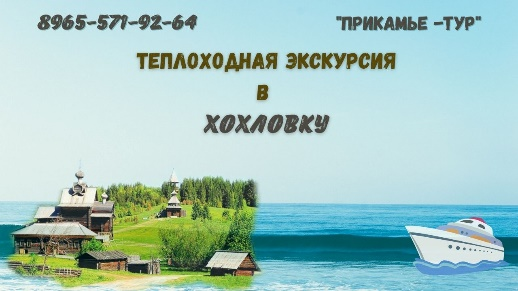 8965-571-92-64
"ПРИКАМЬЕ -ТУР"
ТЕПЛОХОДНАЯ ЭКСКУРСИЯ
В
ХОХЛОВКУ